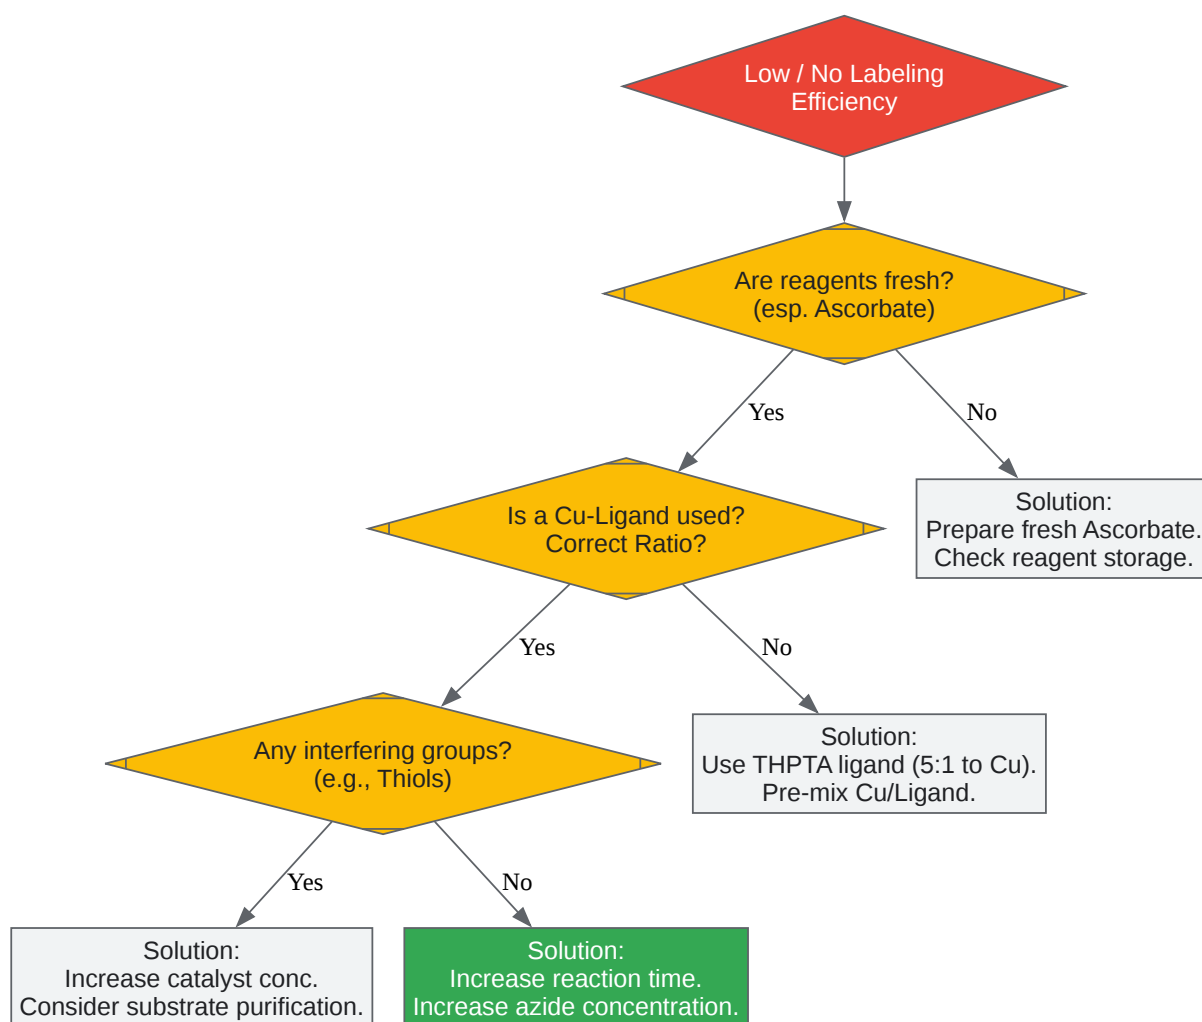 Low / No Labeling
Efficiency
Are reagents fresh?
(esp. Ascorbate)
Yes
No
Is a Cu-Ligand used?
Correct Ratio?
Solution:
Prepare fresh Ascorbate.
Check reagent storage.
Yes
No
Any interfering groups?
(e.g., Thiols)
Solution:
Use THPTA ligand (5:1 to Cu).
Pre-mix Cu/Ligand.
Yes
No
Solution:
Increase catalyst conc.
Consider substrate purification.
Solution:
Increase reaction time.
Increase azide concentration.